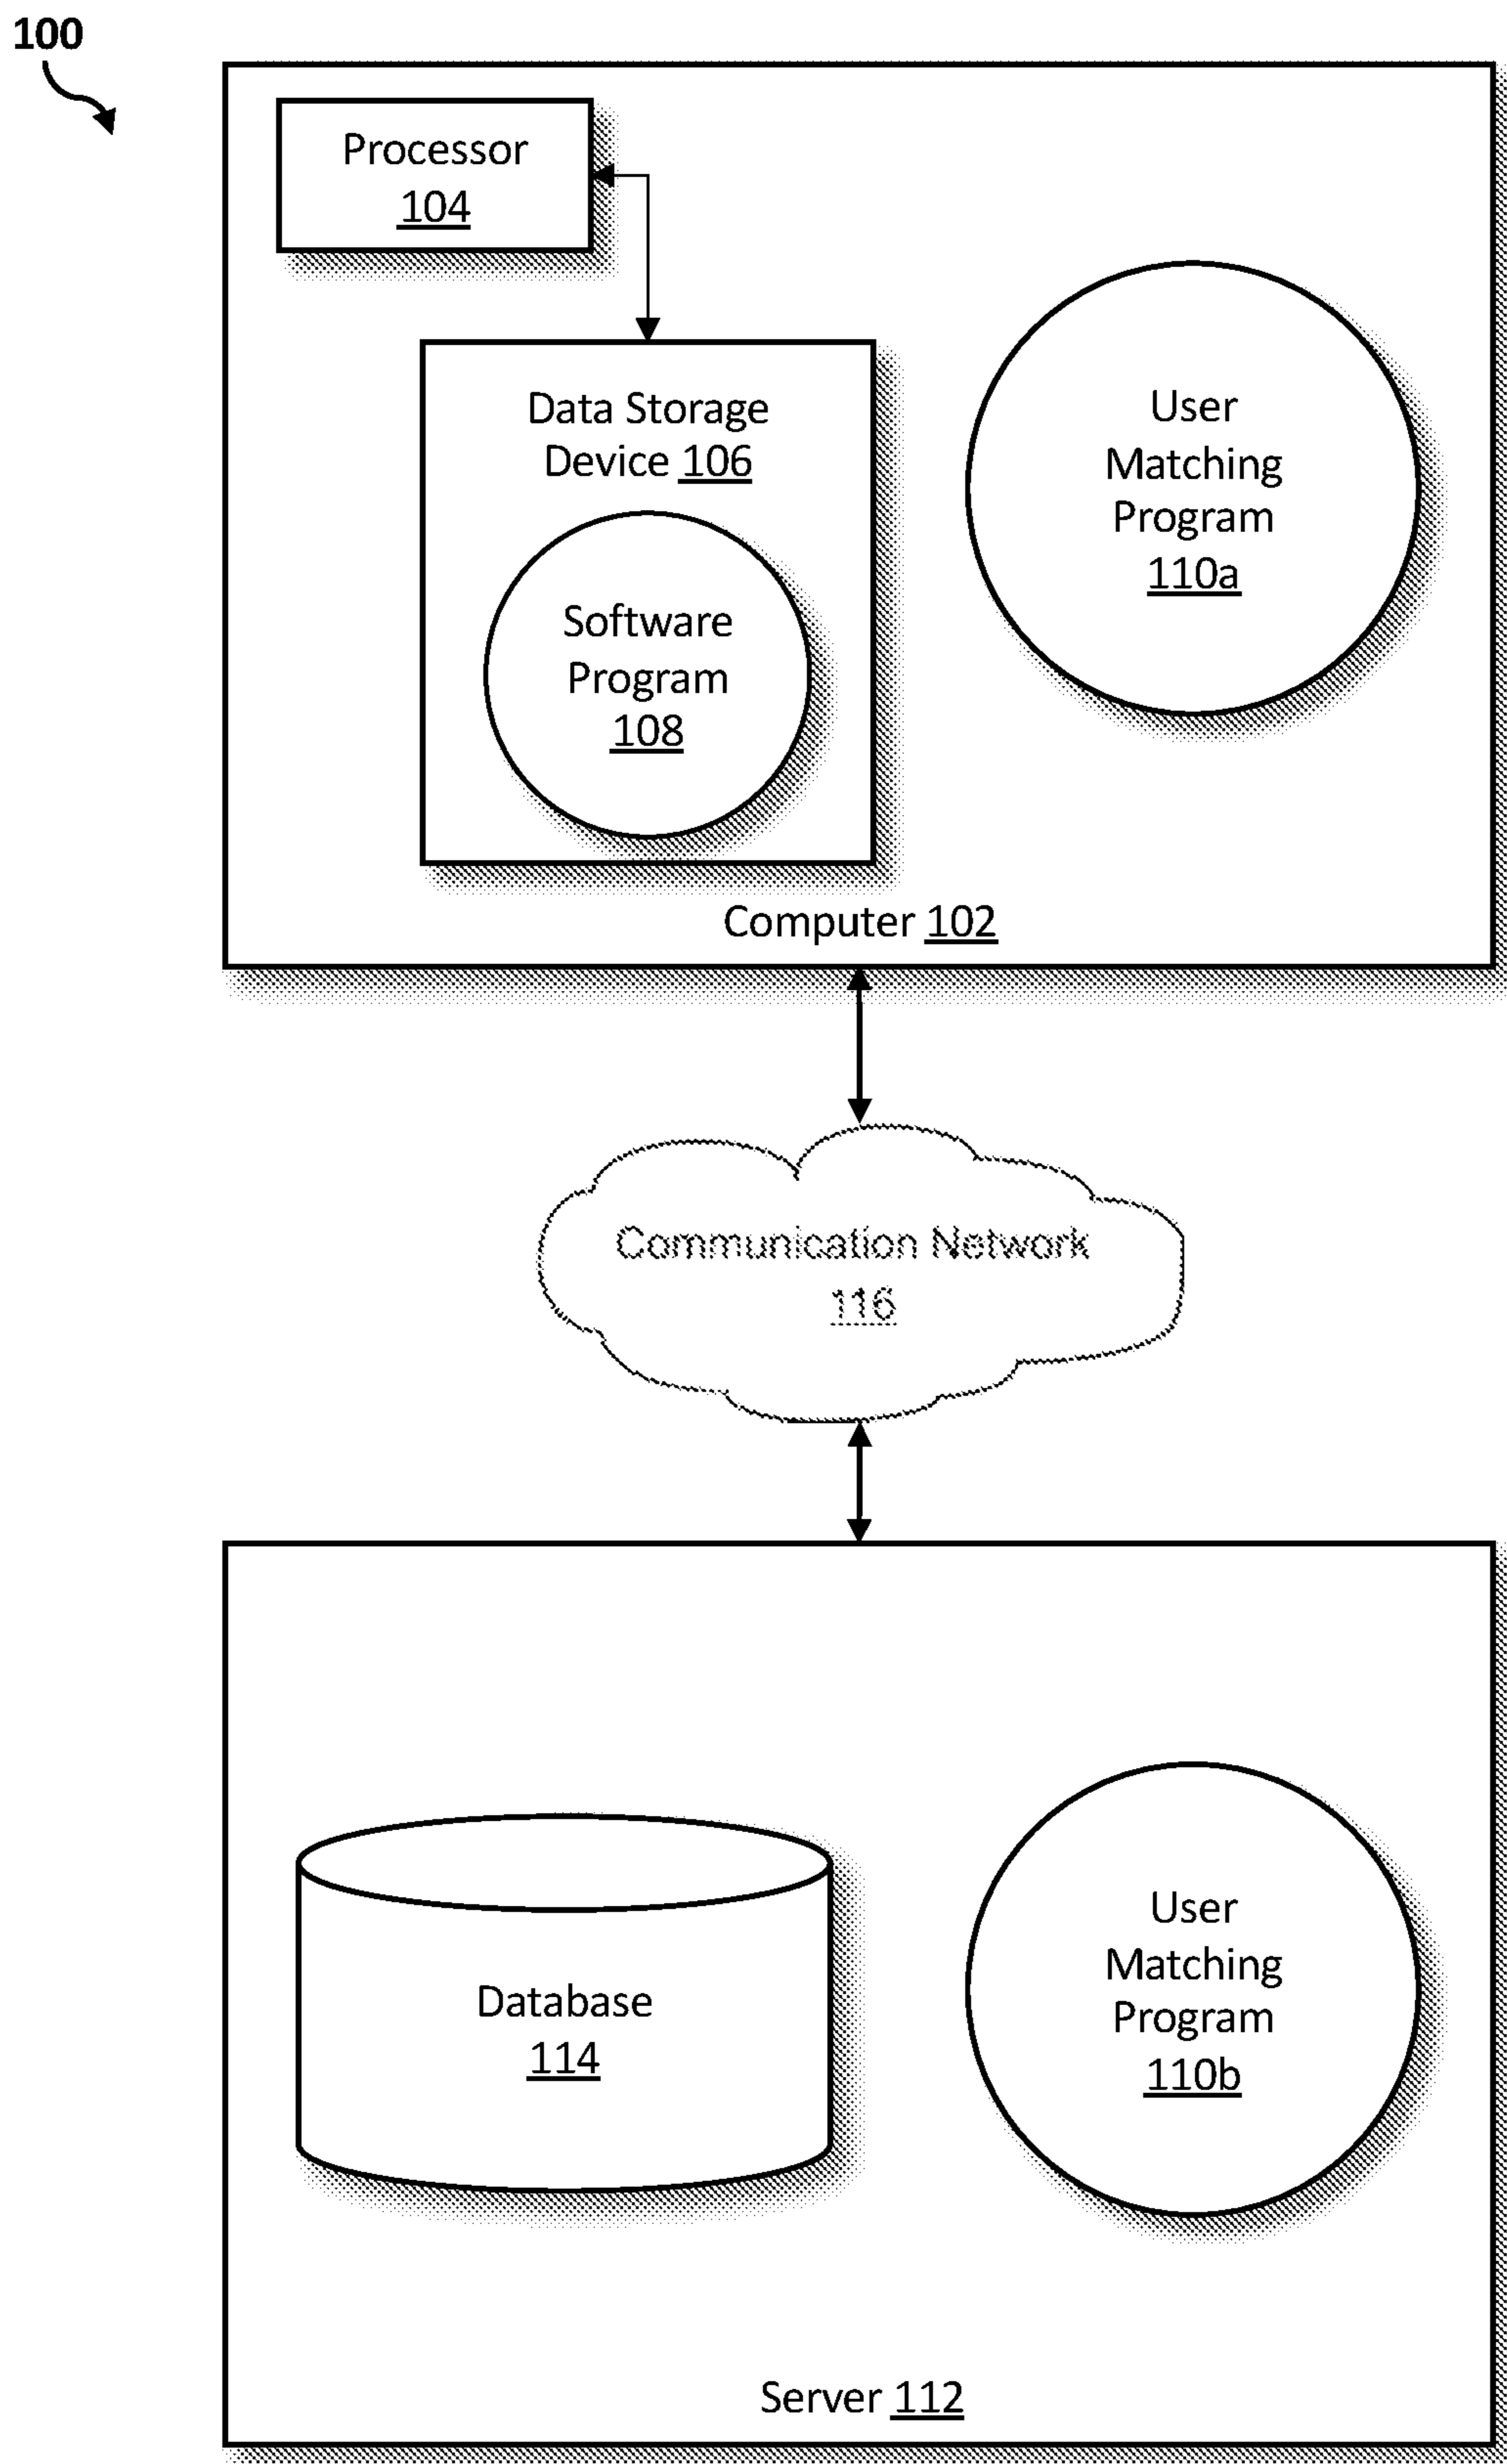 100
Processor
104
Data Storage
Device 106
Software
Program
108
User
Matching
Program
110a
Computer 102
Communication Network
116
Database
114
User
Matching
Program
110b
Server 112